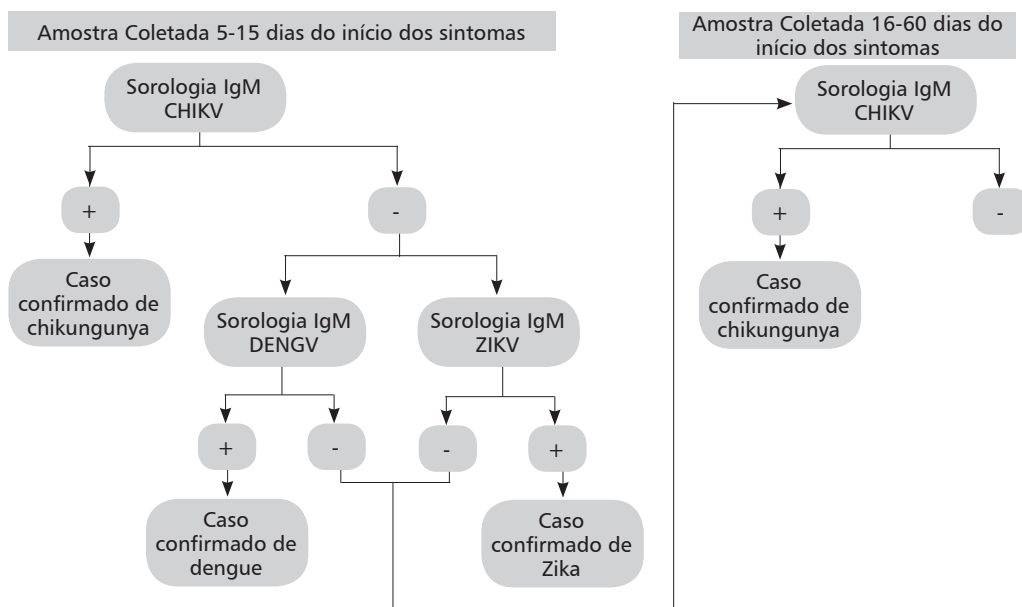 Amostra Coletada 5-15 dias do início dos sintomas
Sorologia IgM
CHIKV
+
-
Caso
confirmado de
chikungunya
Sorologia IgM
DENGV
Sorologia IgM
ZIKV
+
-
-
+
Caso
confirmado de
dengue
Caso
confirmado de
Zika
Amostra Coletada 16-60 dias do
início dos sintomas
Sorologia IgM
CHIKV
+
-
Caso
confirmado de
chikungunya